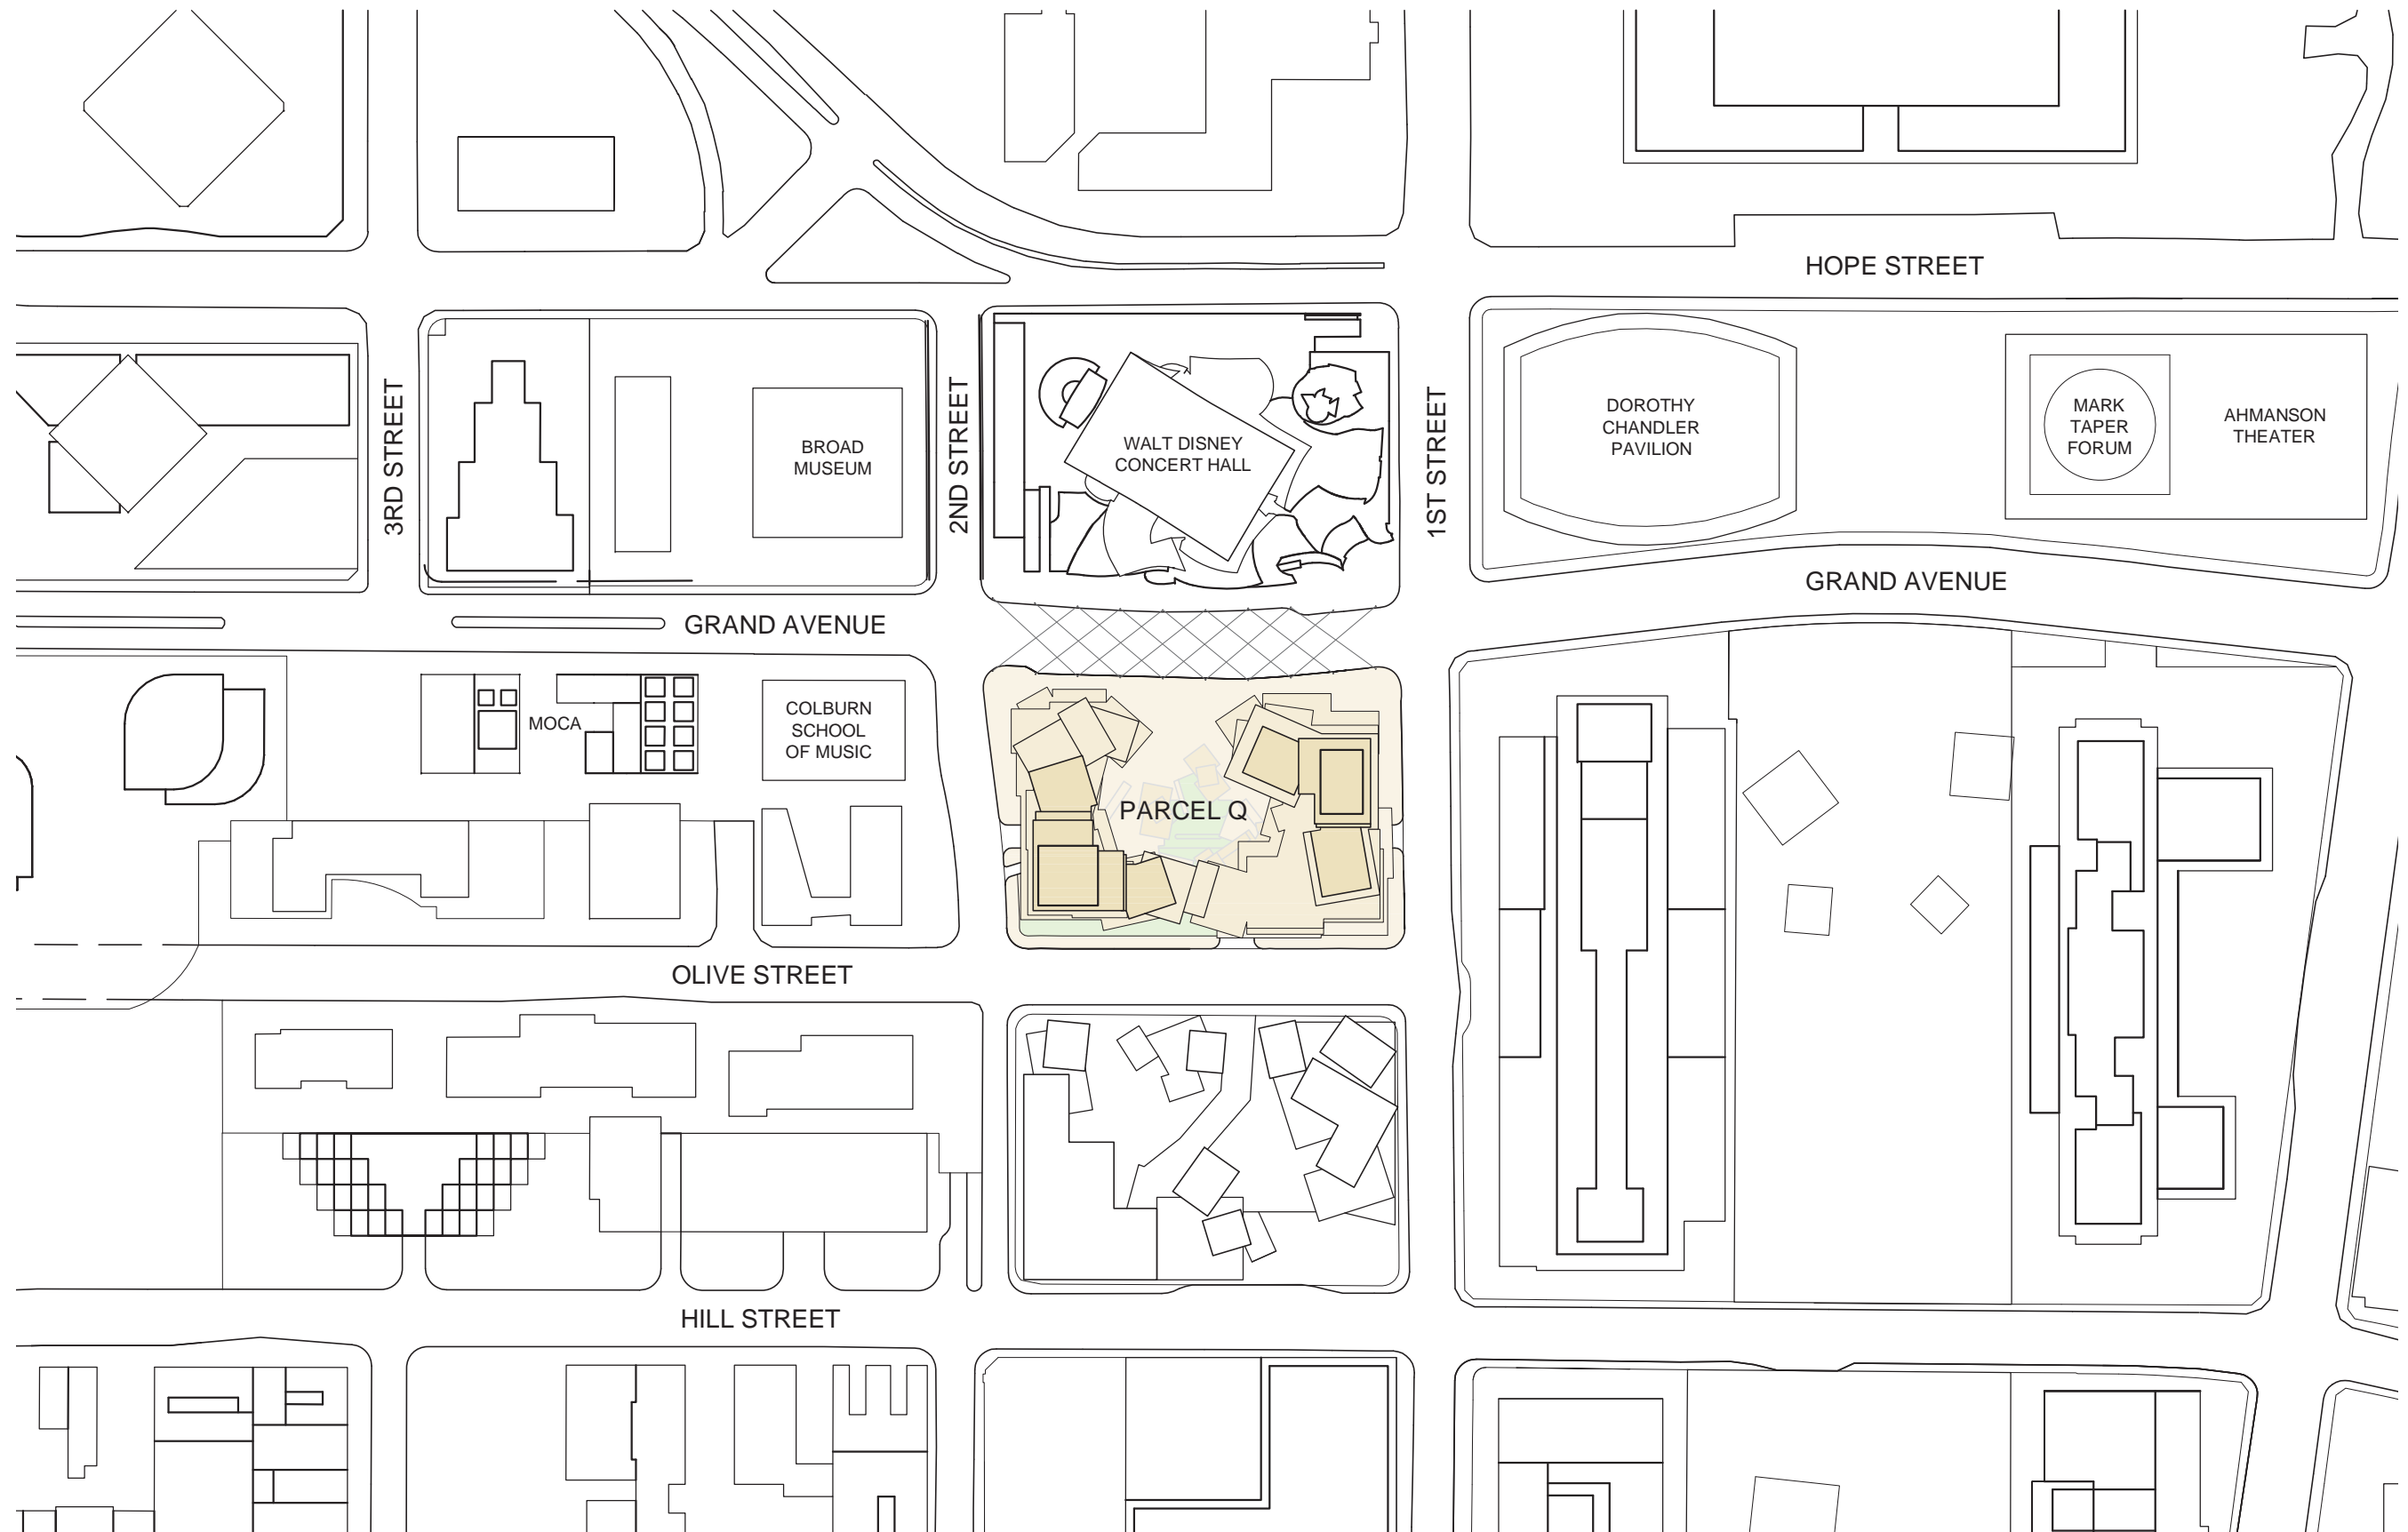 HOPE STREET
3RD STREET
BROAD
MUSEUM
2ND STREET
WALT DISNEY
CONCERT HALL
1ST STREET
DOROTHY
CHANDLER
PAVILION
MARK
TAPER
FORUM
AHMANSON
THEATER
GRAND AVENUE
GRAND AVENUE
MOCA
COLBURN
SCHOOL
OF MUSIC
PARCEL Q
OLIVE STREET
HILL STREET